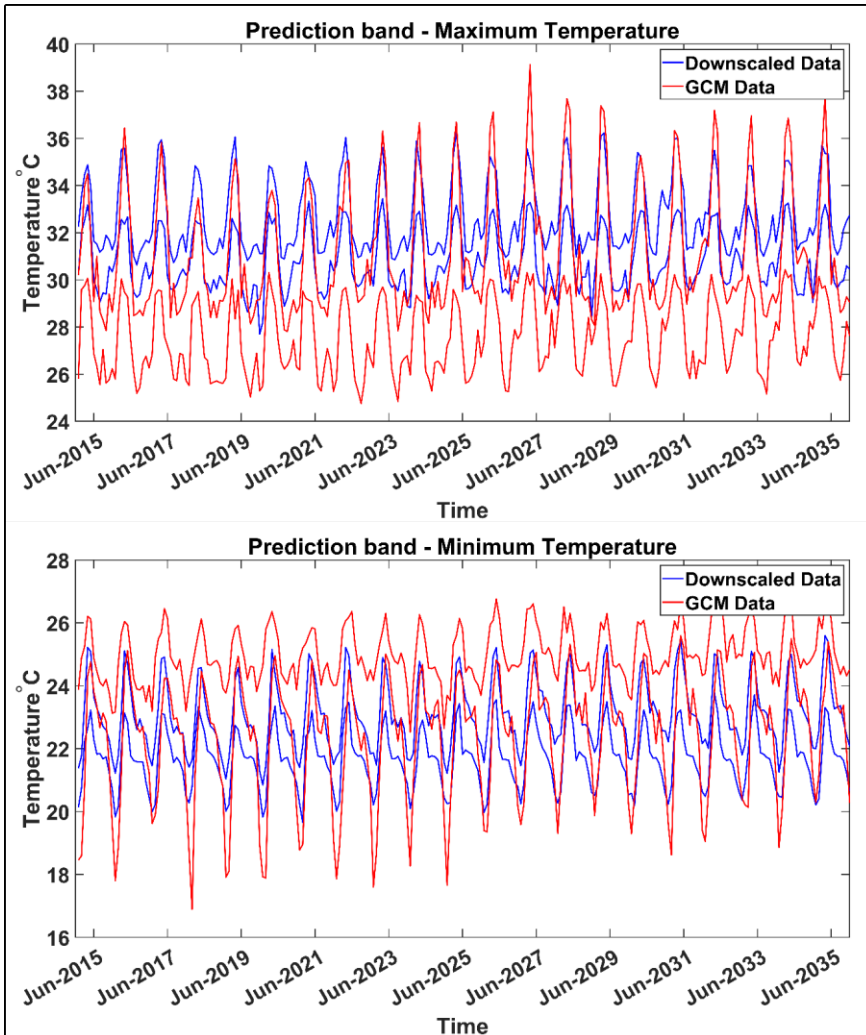 Prediction band - Maximum Temperature
40
38
36
34
32
30
28
26
24
Temperature°C
Downscaled Data
GCM Data
Jun-2015
Jun-2017
Jun-2019
Jun-2021
Jun-2023
Jun-2025
Jun-2027
Jun-2029
Jun-2031
Jun-2033
Jun-2035
Time
Prediction band - Minimum Temperature
28
26
24
22
20
18
16
Temperature°C
Downscaled Data
GCM Data
Jun-2015
Jun-2017
Jun-2019
Jun-2021
Jun-2023
Jun-2025
Jun-2027
Jun-2029
Jun-2031
Jun-2033
Jun-2035
Time